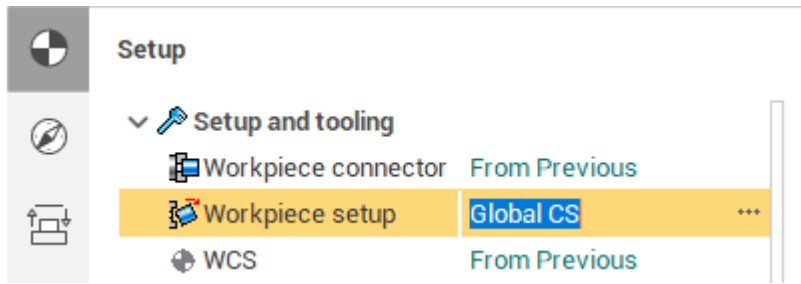 Setup
Setup and tooling
Workpiece connector From Previous
Workpiece setup Global CS ...
WCS From Previous